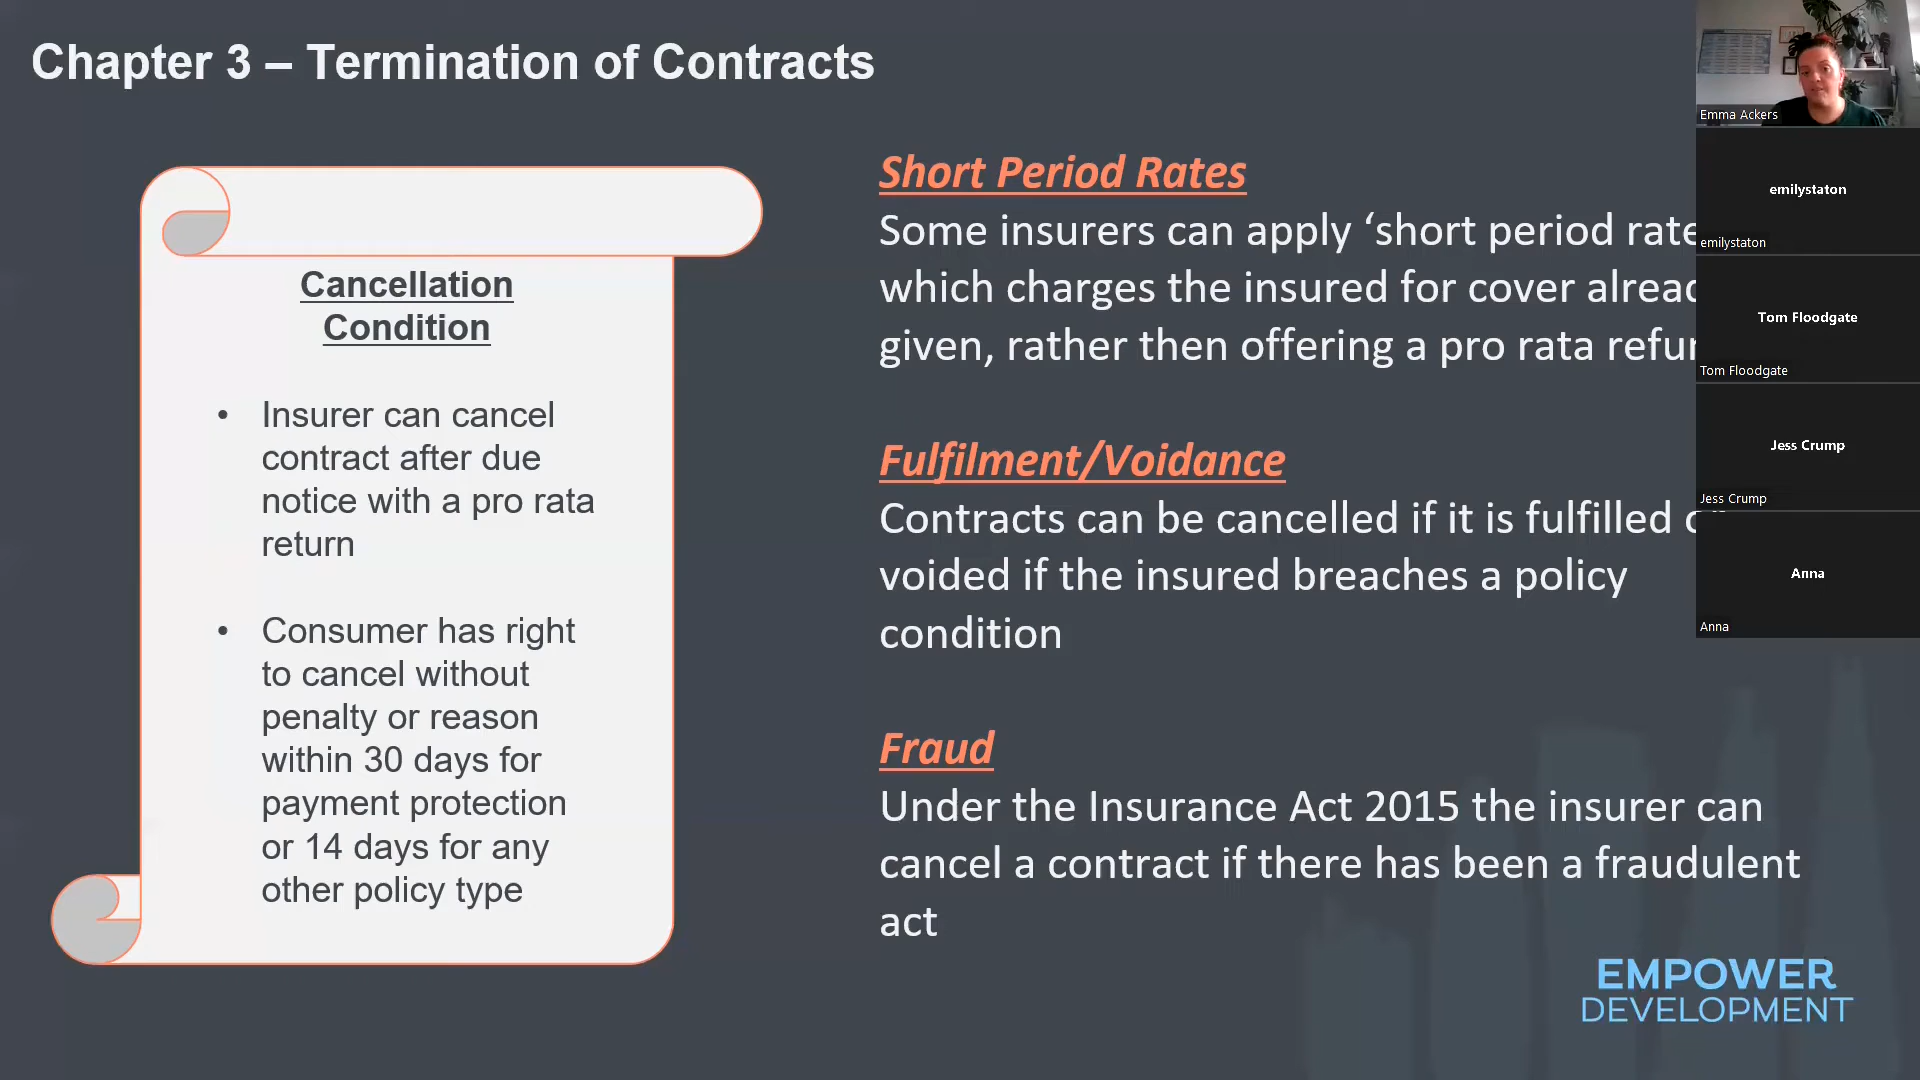 Chapter 3 – Termination of Contracts
Cancellation
Condition
• Insurer can cancel
contract after due
notice with a pro rata
return
• Consumer has right
to cancel without
penalty or reason
within 30 days for
payment protection
or 14 days for any
other policy type
Short Period Rates
Some insurers can apply ‘short period rate
which charges the insured for cover alread
given, rather then offering a pro rata refun
Fulfilment/Voidance
Contracts can be cancelled if it is fulfilled
voided if the insured breaches a policy
condition
Fraud
Under the Insurance Act 2015 the insurer can
cancel a contract if there has been a fraudulent
act
EMPOWER
DEVELOPMENT
Emma Ackers
emilystaton
emilystaton
Tom Floodgate
Tom Floodgate
Jess Crump
Jess Crump
Anna
Anna